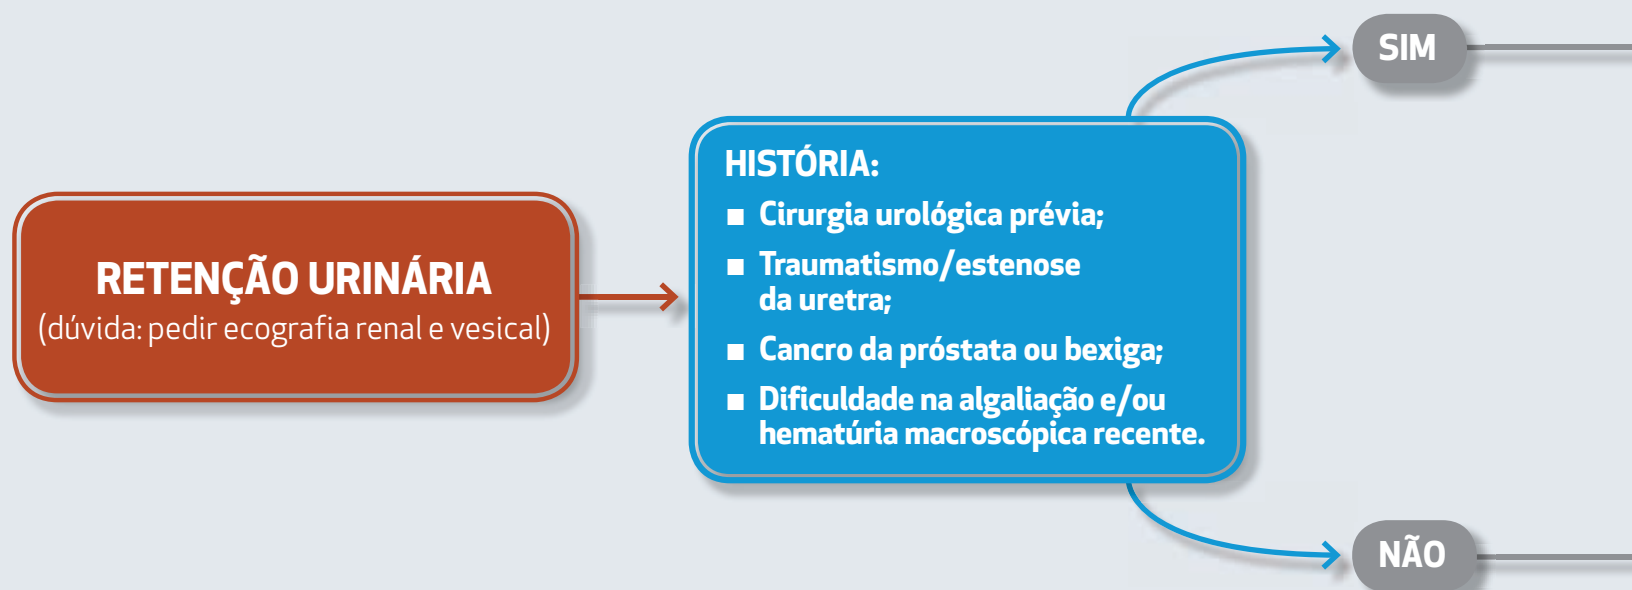 RETENÇÃO URINÁRIA
(dúvida: pedir ecografia renal e vesical)
HISTÓRIA:
■ Cirurgia urológica prévia;
■ Traumatismo/estenose
da uretra;
■ Cancro da próstata ou bexiga;
■ Dificuldade na algaliação e/ou
hematúria macroscópica recente.
SIM
NÃO